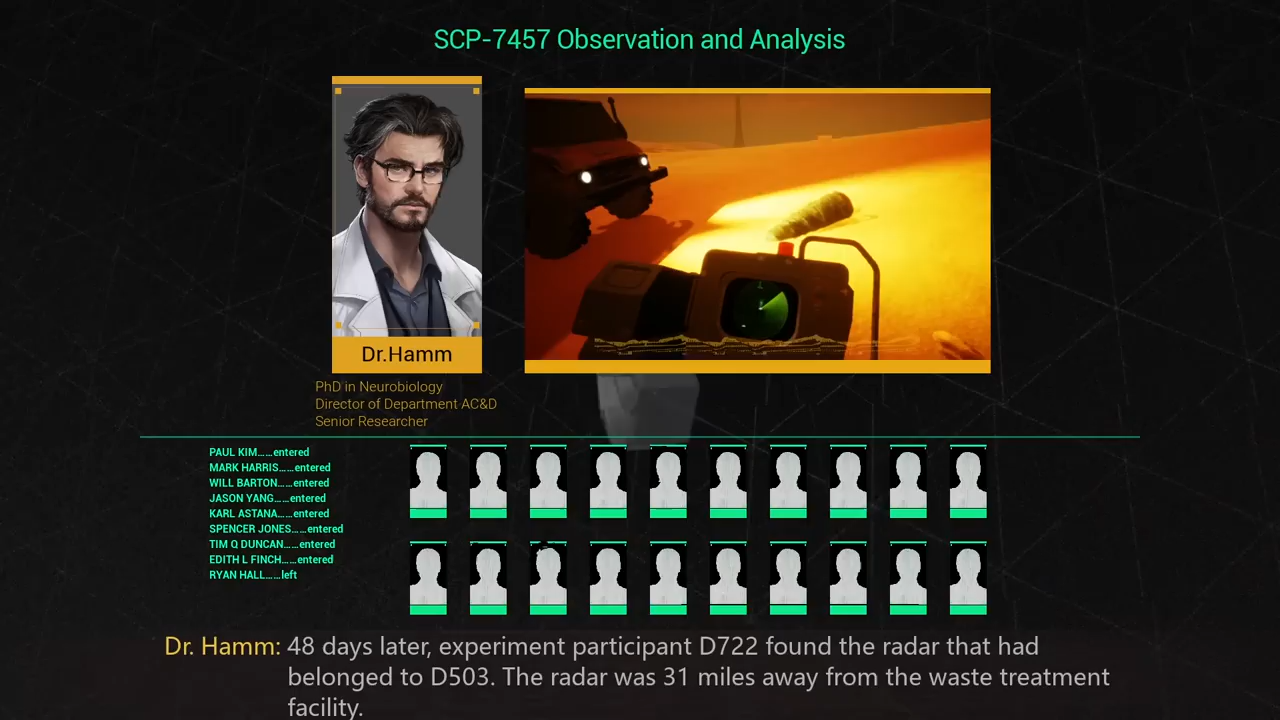 SCP-7457 Observation and Analysis
Dr.Hamm
PhD in Neurobiology
Director of Department AC&D
Senior Researcher
PAUL KIM......entered
MARK HARRIS......entered
WILL BARTON......entered
JASON YANG......entered
KARL ASTANA......entered
SPENCER JONES......entered
TIM Q DUNCAN......entered
EDITH L FINCH......entered
RYAN HALL......left
Dr. Hamm: 48 days later, experiment participant D722 found the radar that had
belonged to D503. The radar was 31 miles away from the waste treatment
facility.